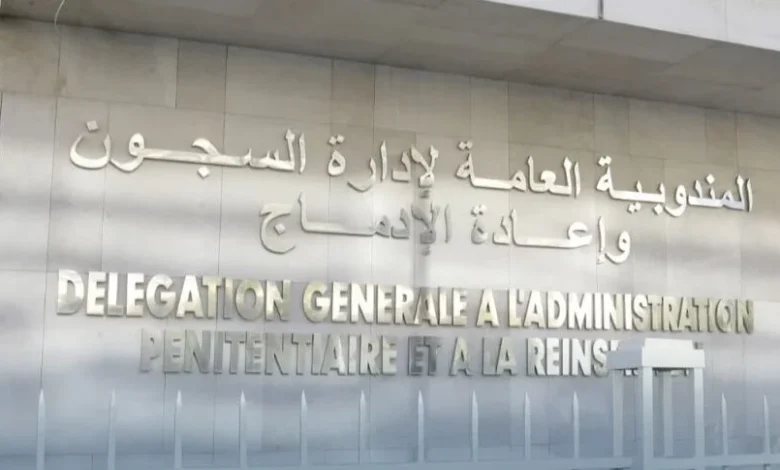 المندوبية العامة لإدارة السجون
وإعادة الإدماج
DELEGATION GENERALE A L'ADMINISTRATION
PENITENTIAIRE ET A LA